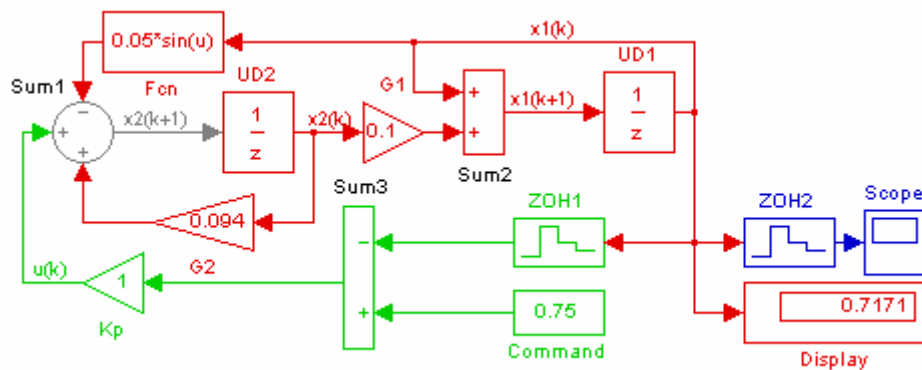 0.05*sin(u)
x1(k)
Fcn
UD2
G1
UD1
Sum1
−
+
+
x2(k+1)
1
z
x2(k)
0.1
+
+
x1(k+1)
1
z
Sum2
0.094
G2
Sum3
−
+
ZOH1
ZOH2
Scope
u(k)
1
Kp
0.75
Command
0.7171
Display